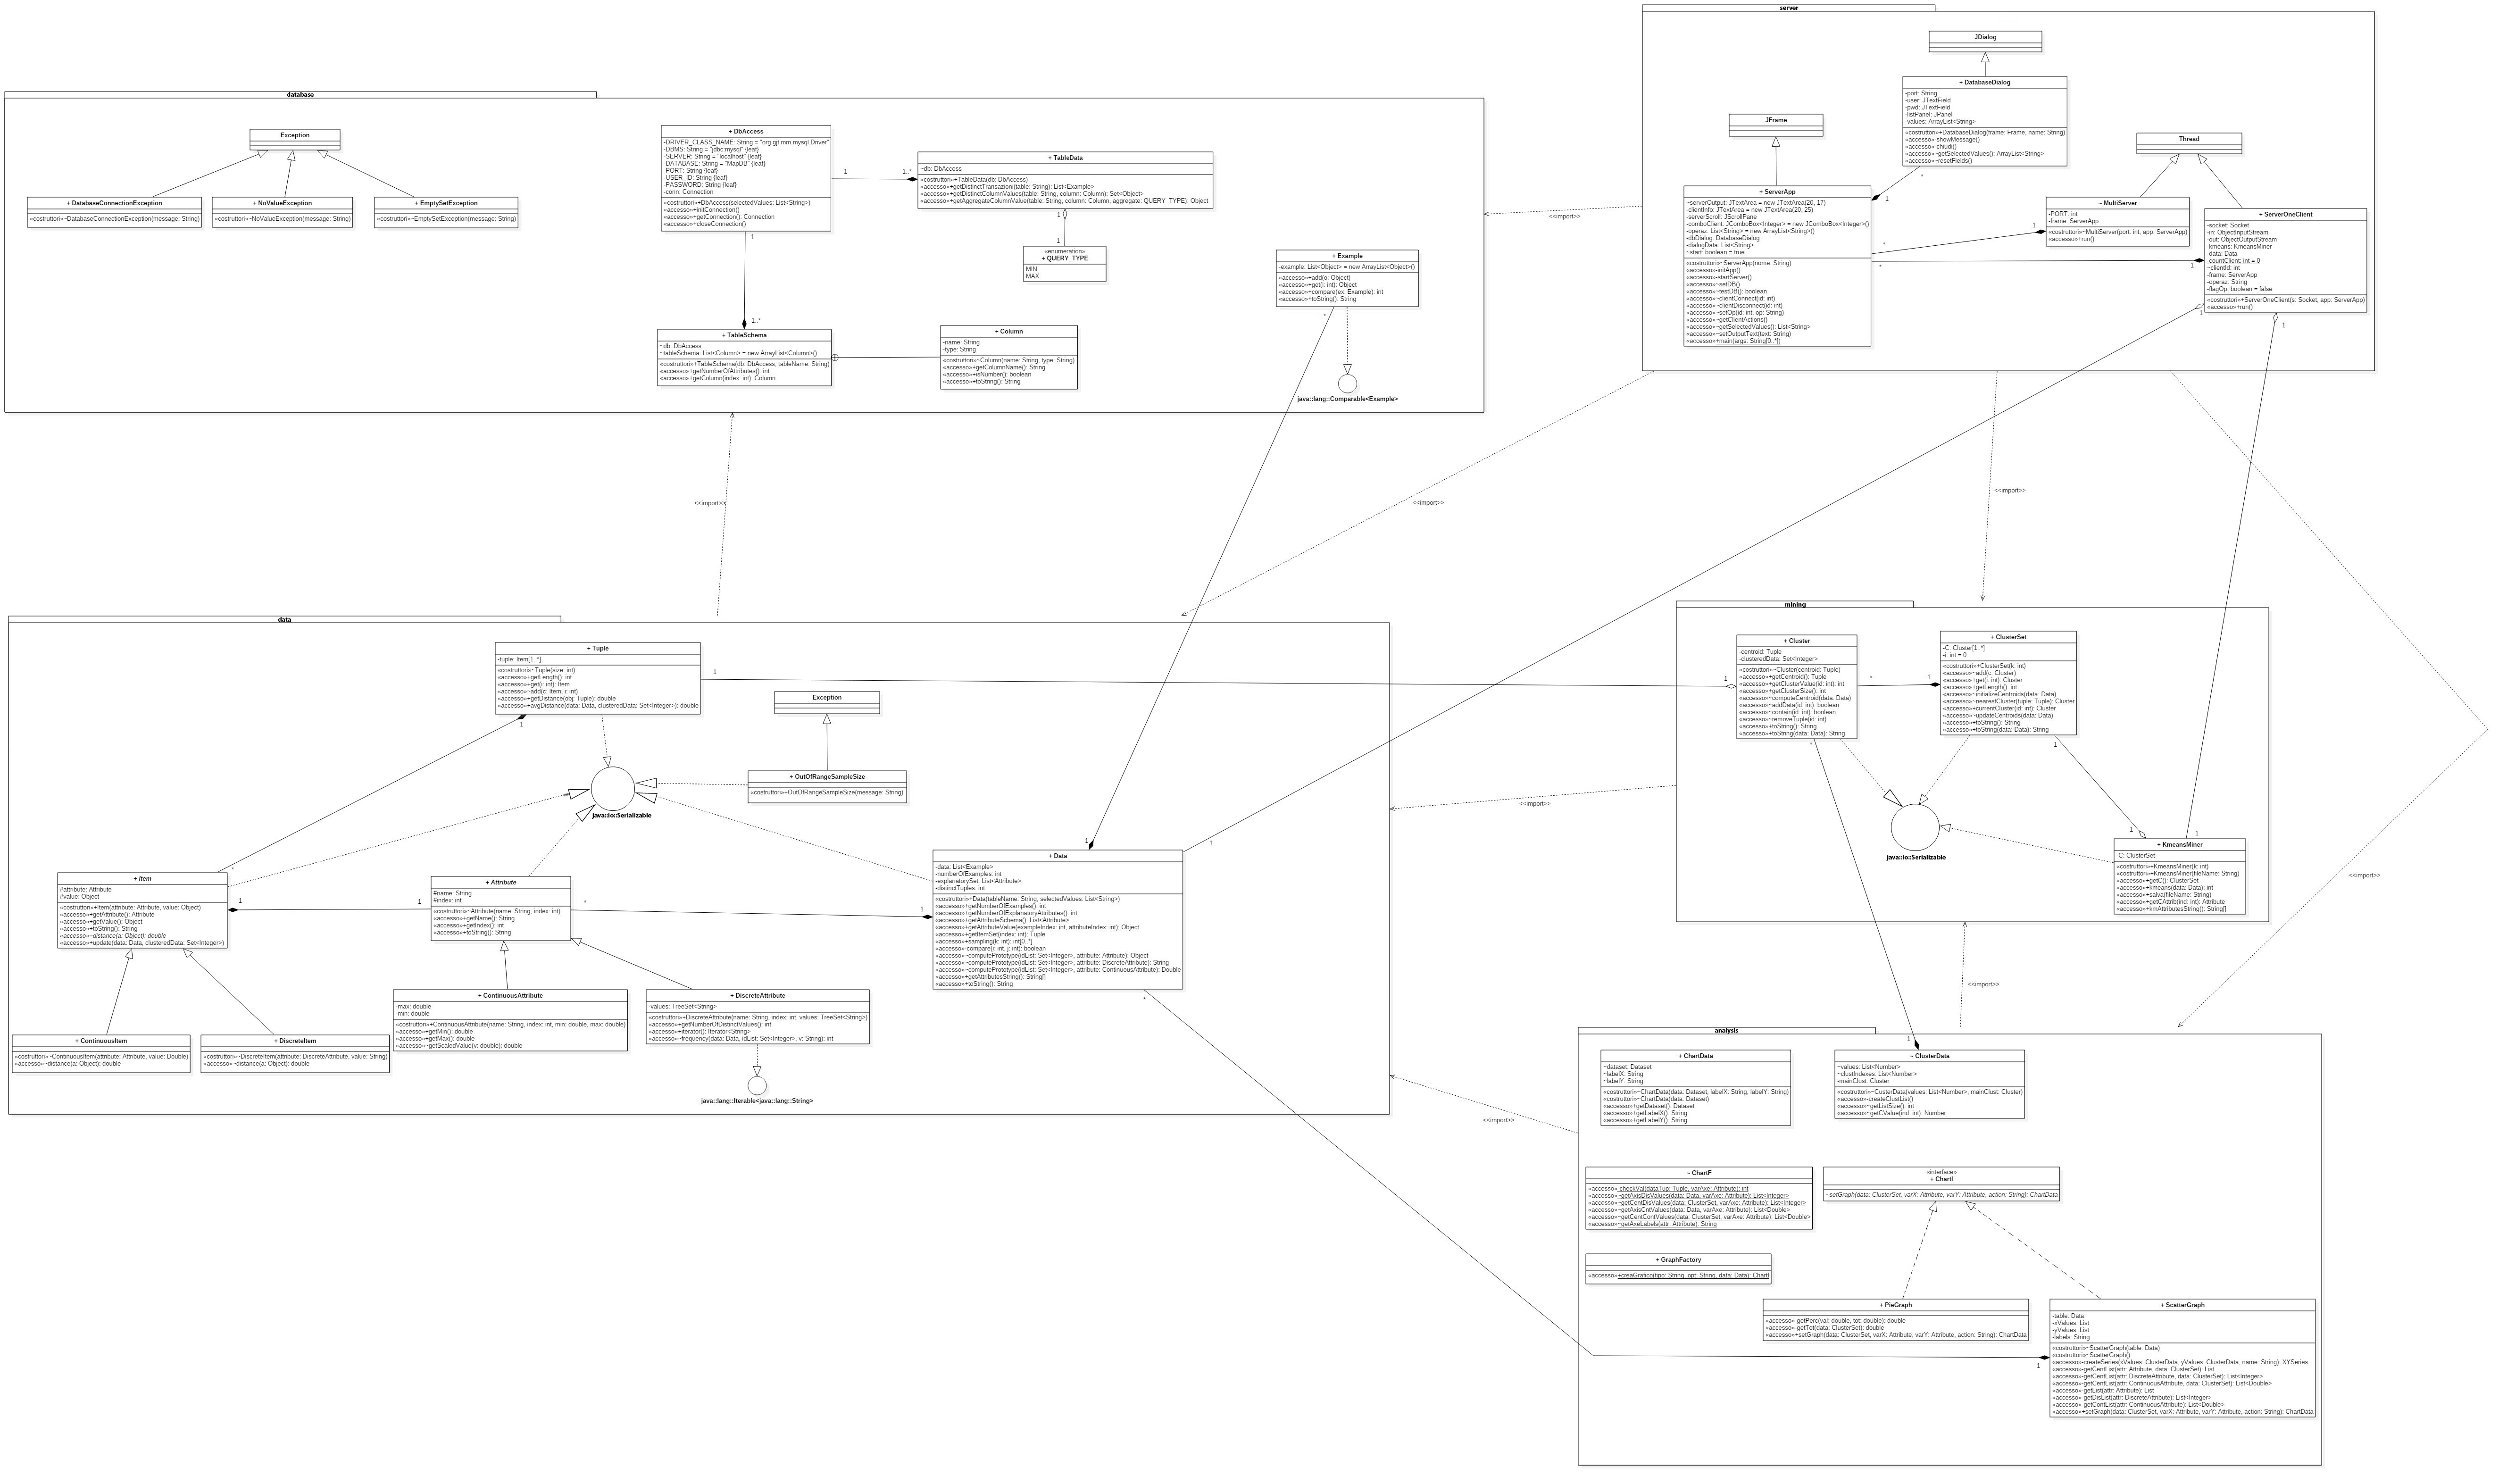 server
JDialog
+ DatabaseDialog
-port: String
-user: JTextField
-pwd: JTextField
-listPanel: JPanel
-values: ArrayList<String>
«costruttori»+DatabaseDialog(frame: Frame, name: String)
«accesso»-showMessage()
«accesso»-chiudi()
«accesso»~getSelectedValues(): ArrayList<String>
«accesso»~resetFields()
JFrame
Thread
+ ServerApp
~serverOutput: JTextArea = new JTextArea(20, 17)
-clientInfo: JTextArea = new JTextArea(20, 25)
-serverScroll: JScrollPane
-comboClient: JComboBox<Integer> = new JComboBox<Integer>()
-operaz: List<String> = new ArrayList<String>()
-dbDialog: DatabaseDialog
-dialogData: List<String>
~start: boolean = true
«costruttori»~ServerApp(nome: String)
«accesso»-initApp()
«accesso»-startServer()
«accesso»~setDB()
«accesso»~testDB(): boolean
«accesso»~clientConnect(id: int)
«accesso»~clientDisconnect(id: int)
«accesso»~setOp(id: int, op: String)
«accesso»~getClientActions()
«accesso»~getSelectedValues(): List<String>
«accesso»~setOutputText(text: String)
«accesso»+main(args: String[0..*])
*
1
~ MultiServer
-PORT: int
-frame: ServerApp
«costruttori»~MultiServer(port: int, app: ServerApp)
«accesso»+run()
1
*
*
1
+ ServerOneClient
-socket: Socket
-in: ObjectInputStream
-out: ObjectOutputStream
-kmeans: KmeansMiner
-data: Data
-countClient: int = 0
~clientId: int
-frame: ServerApp
-operaz: String
-flagOp: boolean = false
«costruttori»+ServerOneClient(s: Socket, app: ServerApp)
«accesso»+run()
1
1
database
Exception
+ DatabaseConnectionException
«costruttori»~DatabaseConnectionException(message: String)
+ NoValueException
«costruttori»~NoValueException(message: String)
+ EmptySetException
«costruttori»~EmptySetException(message: String)
+ DbAccess
-DRIVER_CLASS_NAME: String = "org.gjt.mm.mysql.Driver"
-DBMS: String = "jdbc:mysql" {leaf}
-SERVER: String = "localhost" {leaf}
-DATABASE: String = "MapDB" {leaf}
-PORT: String {leaf}
-USER_ID: String {leaf}
-PASSWORD: String {leaf}
-conn: Connection
«costruttori»+DbAccess(selectedValues: List<String>)
«accesso»+initConnection()
«accesso»+getConnection(): Connection
«accesso»+closeConnection()
1
1..*
+ TableData
~db: DbAccess
«costruttori»+TableData(db: DbAccess)
«accesso»+getDistinctTransazioni(table: String): List<Example>
«accesso»+getDistinctColumnValues(table: String, column: Column): Set<Object>
«accesso»+getAggregateColumnValue(table: String, column: Column, aggregate: QUERY_TYPE): Object
1
1
«enumeration»
+ QUERY_TYPE
MIN
MAX
1
1..*
+ TableSchema
~db: DbAccess
~tableSchema: List<Column> = new ArrayList<Column>()
«costruttori»+TableSchema(db: DbAccess, tableName: String)
«accesso»+getNumberOfAttributes(): int
«accesso»+getColumn(index: int): Column
+ Column
-name: String
-type: String
«costruttori»~Column(name: String, type: String)
«accesso»+getColumnName(): String
«accesso»+isNumber(): boolean
«accesso»+toString(): String
+ Example
-example: List<Object> = new ArrayList<Object>()
«accesso»+add(o: Object)
«accesso»+get(i: int): Object
«accesso»+compare(ex: Example): int
«accesso»+toString(): String
*
java::lang::Comparable<Example>
<<import>>
<<import>>
<<import>>
<<import>>
data
+ Tuple
-tuple: Item[1..*]
«costruttori»~Tuple(size: int)
«accesso»+getLength(): int
«accesso»+get(i: int): Item
«accesso»~add(c: Item, i: int)
«accesso»+getDistance(obj: Tuple): double
«accesso»+avgDistance(data: Data, clusteredData: Set<Integer>): double
1
1
Exception
+ OutOfRangeSampleSize
«costruttori»+OutOfRangeSampleSize(message: String)
java::io::Serializable
*
+ Item
#attribute: Attribute
#value: Object
«costruttori»+Item(attribute: Attribute, value: Object)
«accesso»+getAttribute(): Attribute
«accesso»+getValue(): Object
«accesso»+toString(): String
«accesso»~distance(a: Object): double
«accesso»+update(data: Data, clusteredData: Set<Integer>)
1
1
+ Attribute
#name: String
#index: int
«costruttori»~Attribute(name: String, index: int)
«accesso»+getName(): String
«accesso»+getIndex(): int
«accesso»+toString(): String
*
1
1
1
+ Data
-data: List<Example>
-numberOfExamples: int
-explanatorySet: List<Attribute>
-distinctTuples: int
«costruttori»+Data(tableName: String, selectedValues: List<String>)
«accesso»+getNumberOfExamples(): int
«accesso»+getNumberOfExplanatoryAttributes(): int
«accesso»+getAttributeSchema(): List<Attribute>
«accesso»+getAttributeValue(exampleIndex: int, attributeIndex: int): Object
«accesso»+getItemSet(index: int): Tuple
«accesso»+sampling(k: int): int[0..*]
«accesso»-compare(i: int, j: int): boolean
«accesso»~computePrototype(idList: Set<Integer>, attribute: Attribute): Object
«accesso»~computePrototype(idList: Set<Integer>, attribute: DiscreteAttribute): String
«accesso»~computePrototype(idList: Set<Integer>, attribute: ContinuousAttribute): Double
«accesso»+getAttributesString(): String[]
«accesso»+toString(): String
*
+ ContinuousItem
«costruttori»~ContinuousItem(attribute: Attribute, value: Double)
«accesso»~distance(a: Object): double
+ DiscreteItem
«costruttori»~DiscreteItem(attribute: DiscreteAttribute, value: String)
«accesso»~distance(a: Object): double
+ ContinuousAttribute
-max: double
-min: double
«costruttori»+ContinuousAttribute(name: String, index: int, min: double, max: double)
«accesso»+getMin(): double
«accesso»+getMax(): double
«accesso»~getScaledValue(v: double): double
+ DiscreteAttribute
-values: TreeSet<String>
«costruttori»+DiscreteAttribute(name: String, index: int, values: TreeSet<String>)
«accesso»+getNumberOfDistinctValues(): int
«accesso»+iterator(): Iterator<String>
«accesso»~frequency(data: Data, idList: Set<Integer>, v: String): int
java::lang::Iterable<java::lang::String>
mining
1
+ Cluster
-centroid: Tuple
-clusteredData: Set<Integer>
«costruttori»~Cluster(centroid: Tuple)
«accesso»+getCentroid(): Tuple
«accesso»+getClusterValue(id: int): int
«accesso»+getClusterSize(): int
«accesso»~computeCentroid(data: Data)
«accesso»~addData(id: int): boolean
«accesso»~contain(id: int): boolean
«accesso»~removeTuple(id: int)
«accesso»+toString(): String
«accesso»+toString(data: Data): String
*
1
*
+ ClusterSet
-C: Cluster[1..*]
-i: int = 0
«costruttori»+ClusterSet(k: int)
«accesso»~add(c: Cluster)
«accesso»+get(i: int): Cluster
«accesso»+getLength(): int
«accesso»~initializeCentroids(data: Data)
«accesso»~nearestCluster(tuple: Tuple): Cluster
«accesso»+currentCluster(id: int): Cluster
«accesso»~updateCentroids(data: Data)
«accesso»+toString(): String
«accesso»+toString(data: Data): String
1
1
1
java::io::Serializable
+ KmeansMiner
-C: ClusterSet
«costruttori»+KmeansMiner(k: int)
«costruttori»+KmeansMiner(fileName: String)
«accesso»+getC(): ClusterSet
«accesso»+kmeans(data: Data): int
«accesso»+salva(fileName: String)
«accesso»+getCAttrib(ind: int): Attribute
«accesso»+kmAttributesString(): String[]
<<import>>
<<import>>
<<import>>
<<import>>
analysis
+ ChartData
~dataset: Dataset
~labelX: String
~labelY: String
«costruttori»~ChartData(data: Dataset, labelX: String, labelY: String)
«costruttori»~ChartData(data: Dataset)
«accesso»+getDataset(): Dataset
«accesso»+getLabelX(): String
«accesso»+getLabelY(): String
1
~ ClusterData
~values: List<Number>
~clustIndexes: List<Number>
-mainClust: Cluster
«costruttori»~CusterData(values: List<Number>, mainClust: Cluster)
«accesso»-createClustList()
«accesso»~getListSize(): int
«accesso»~getCValue(ind: int): Number
~ ChartF
«accesso»-checkVal(dataTup: Tuple, varAxe: Attribute): int
«accesso»~getAxisDisValues(data: Data, varAxe: Attribute): List<Integer>
«accesso»~getCentDisValues(data: ClusterSet, varAxe: Attribute): List<Integer>
«accesso»~getAxisCntValues(data: Data, varAxe: Attribute): List<Double>
«accesso»~getCentContValues(data: ClusterSet, varAxe: Attribute): List<Double>
«accesso»~getAxeLabels(attr: Attribute): String
«interface»
+ ChartI
~setGraph(data: ClusterSet, varX: Attribute, varY: Attribute, action: String): ChartData
+ GraphFactory
«accesso»+creaGrafico(tipo: String, opt: String, data: Data): ChartI
+ PieGraph
«accesso»-getPerc(val: double, tot: double): double
«accesso»-getTot(data: ClusterSet): double
«accesso»+setGraph(data: ClusterSet, varX: Attribute, varY: Attribute, action: String): ChartData
1
+ ScatterGraph
-table: Data
-xValues: List
-yValues: List
-labels: String
«costruttori»~ScatterGraph(table: Data)
«costruttori»~ScatterGraph()
«accesso»-createSeries(xValues: ClusterData, yValues: ClusterData, name: String): XYSeries
«accesso»-getCentList(attr: Attribute, data: ClusterSet): List
«accesso»-getCentList(attr: DiscreteAttribute, data: ClusterSet): List<Integer>
«accesso»-getCentList(attr: ContinuousAttribute, data: ClusterSet): List<Double>
«accesso»-getList(attr: Attribute): List
«accesso»-getDisList(attr: DiscreteAttribute): List<Integer>
«accesso»-getContList(attr: ContinuousAttribute): List<Double>
«accesso»+setGraph(data: ClusterSet, varX: Attribute, varY: Attribute, action: String): ChartData